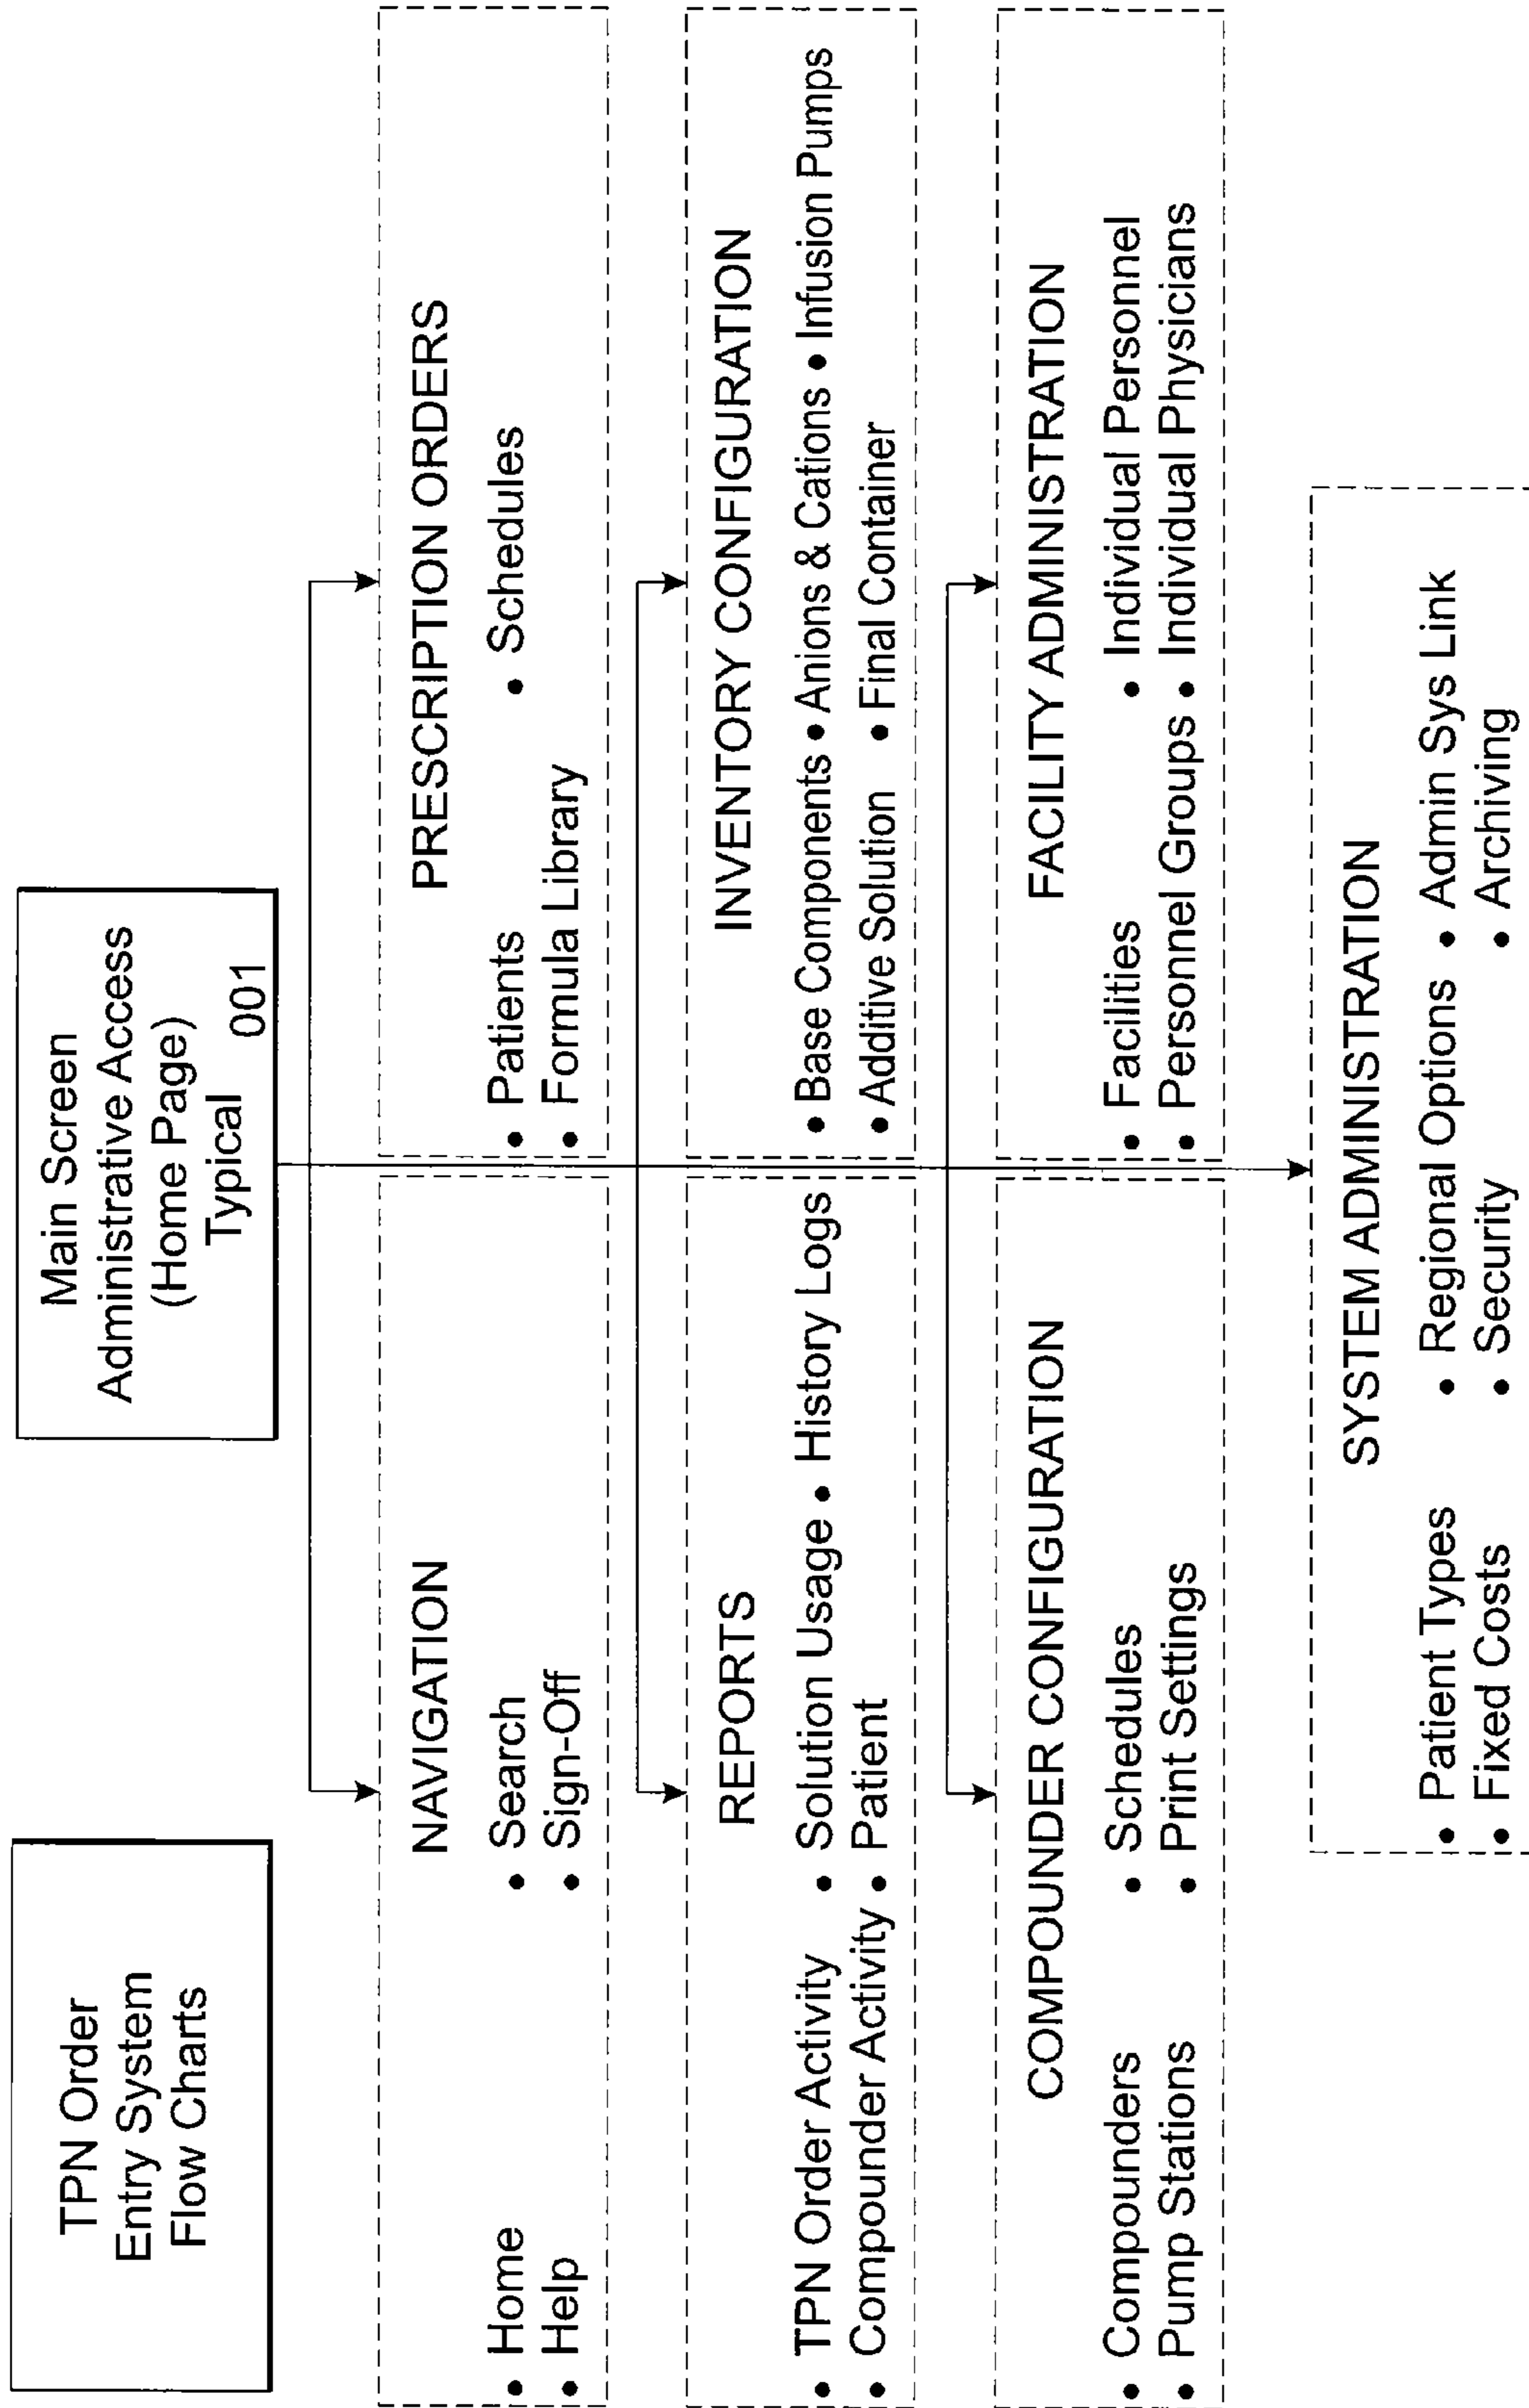 TPN Order
Entry System
Flow Charts
Main Screen
Administrative Access
(Home Page)
Typical 001
NAVIGATION
• Home • Search
• Help • Sign-Off
PRESCRIPTION ORDERS
• Patients • Schedules
• Formula Library
REPORTS
• TPN Order Activity • Solution Usage • History Logs
• Compounder Activity • Patient
INVENTORY CONFIGURATION
• Base Components • Anions & Cations • Infusion Pumps
• Additive Solution • Final Container
COMPOUNDER CONFIGURATION
• Compounders • Schedules
• Pump Stations • Print Settings
FACILITY ADMINISTRATION
• Facilities • Individual Personnel
• Personnel Groups • Individual Physicians
SYSTEM ADMINISTRATION
• Patient Types • Regional Options • Admin Sys Link
• Fixed Costs • Security • Archiving